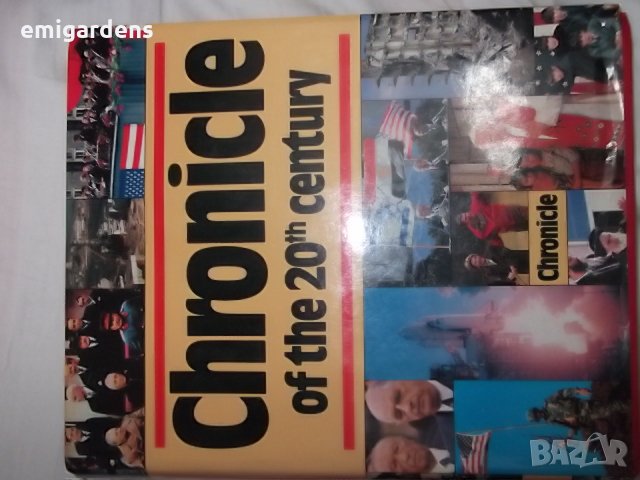 emigardens
Chronicle
of the 20th century
Chronicle
BAZAR